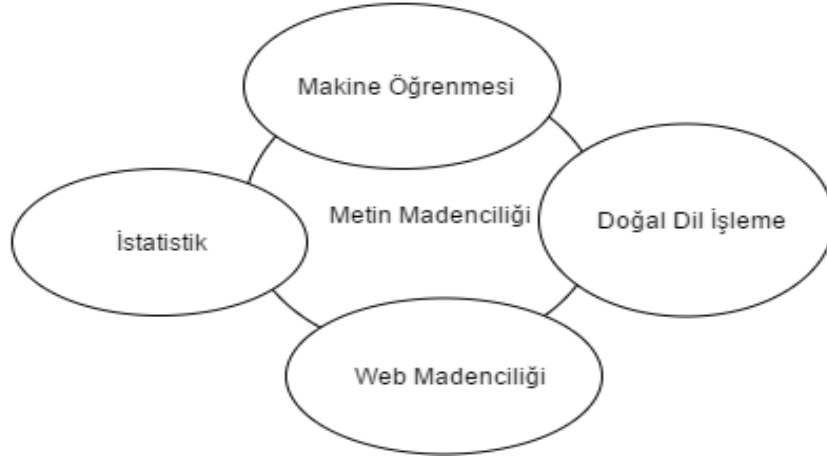 Makine Öğrenmesi
Metin Madenciliği
Doğal Dil İşleme
İstatistik
Web Madenciliği